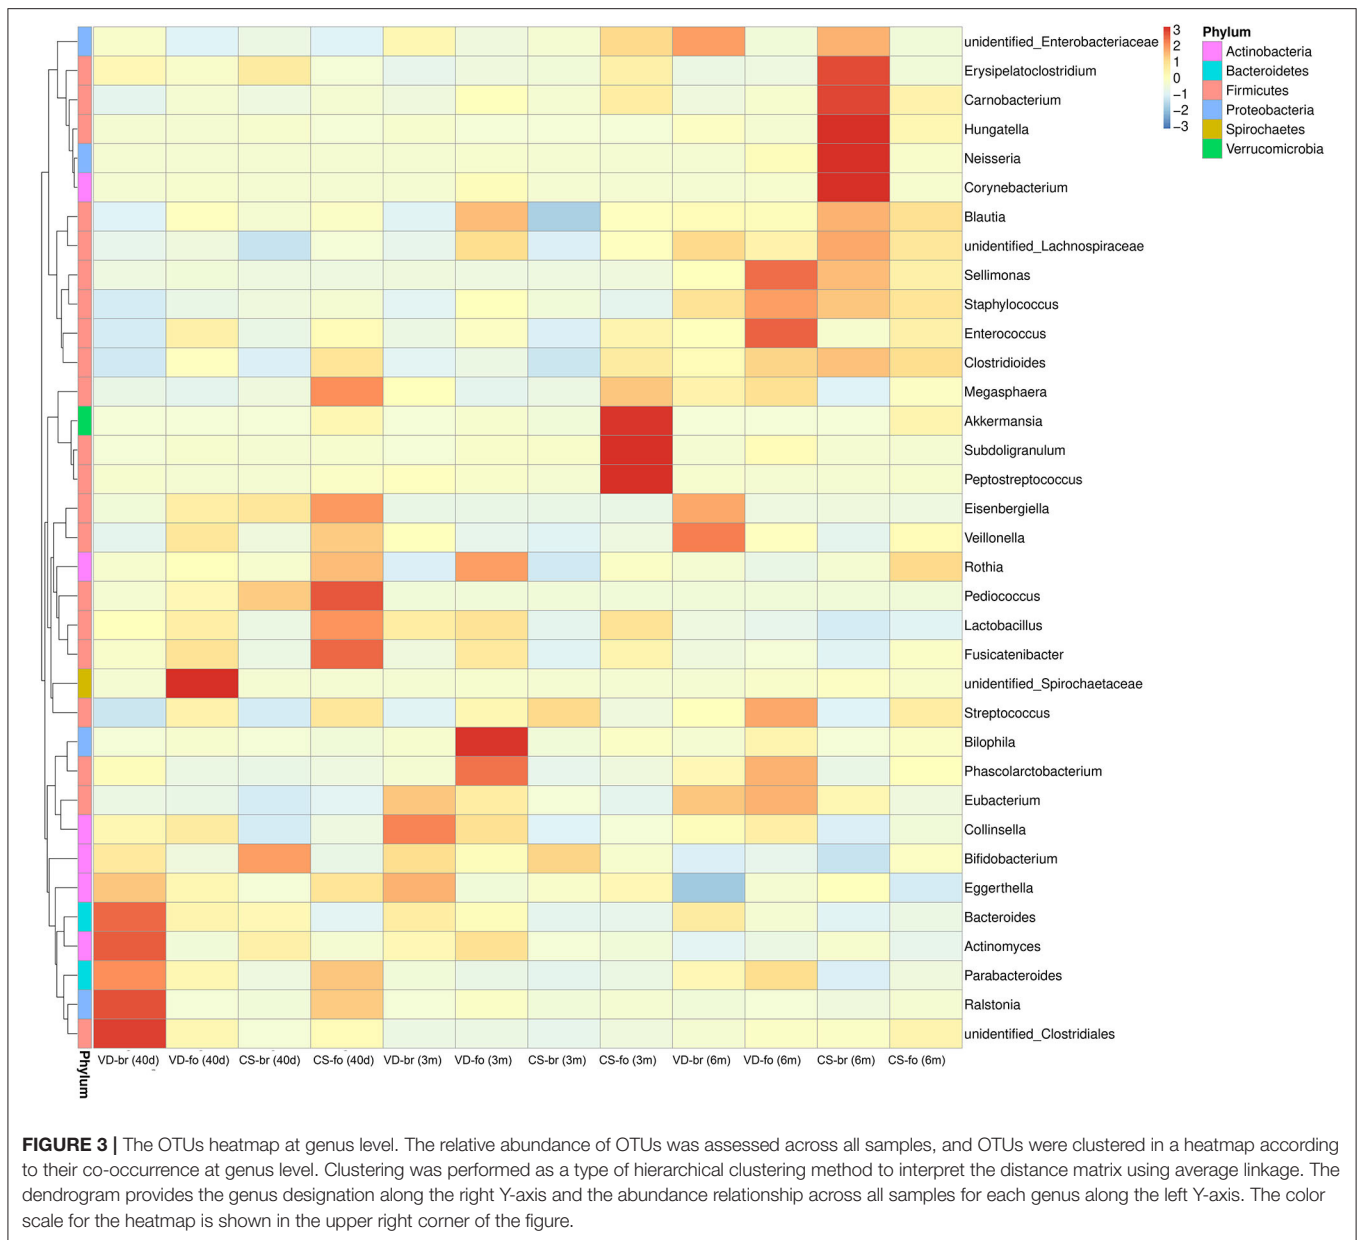 unidentified_Enterobacteriaceae
Erysipelatoclostridium
Carnobacterium
Hungatella
Neisseria
Corynebacterium
Blautia
unidentified_Lachnospiraceae
Sellimonas
Staphylococcus
Enterococcus
Clostridioides
Megasphaera
Akkermansia
Subdoligranulum
Peptostreptococcus
Eisenbergiella
Veillonella
Rothia
Pediococcus
Lactobacillus
Fusicatenibacter
unidentified_Spirochaetaceae
Streptococcus
Bilophila
Phascolarctobacterium
Eubacterium
Collinsella
Bifidobacterium
Eggerthella
Bacteroides
Actinomyces
Parabacteroides
Ralstonia
unidentified_Clostridiales
3
2
1
0
−1
−2
−3
Phylum
Actinobacteria
Bacteroidetes
Firmicutes
Proteobacteria
Spirochaetes
Verrucomicrobia
Phylum
VD-br (40d) VD-fo (40d) CS-br (40d) CS-fo (40d) VD-br (3m) VD-fo (3m) CS-br (3m) CS-fo (3m) VD-br (6m) VD-fo (6m) CS-br (6m) CS-fo (6m)
FIGURE 3 | The OTUs heatmap at genus level. The relative abundance of OTUs was assessed across all samples, and OTUs were clustered in a heatmap according
to their co-occurrence at genus level. Clustering was performed as a type of hierarchical clustering method to interpret the distance matrix using average linkage. The
dendrogram provides the genus designation along the right Y-axis and the abundance relationship across all samples for each genus along the left Y-axis. The color
scale for the heatmap is shown in the upper right corner of the figure.